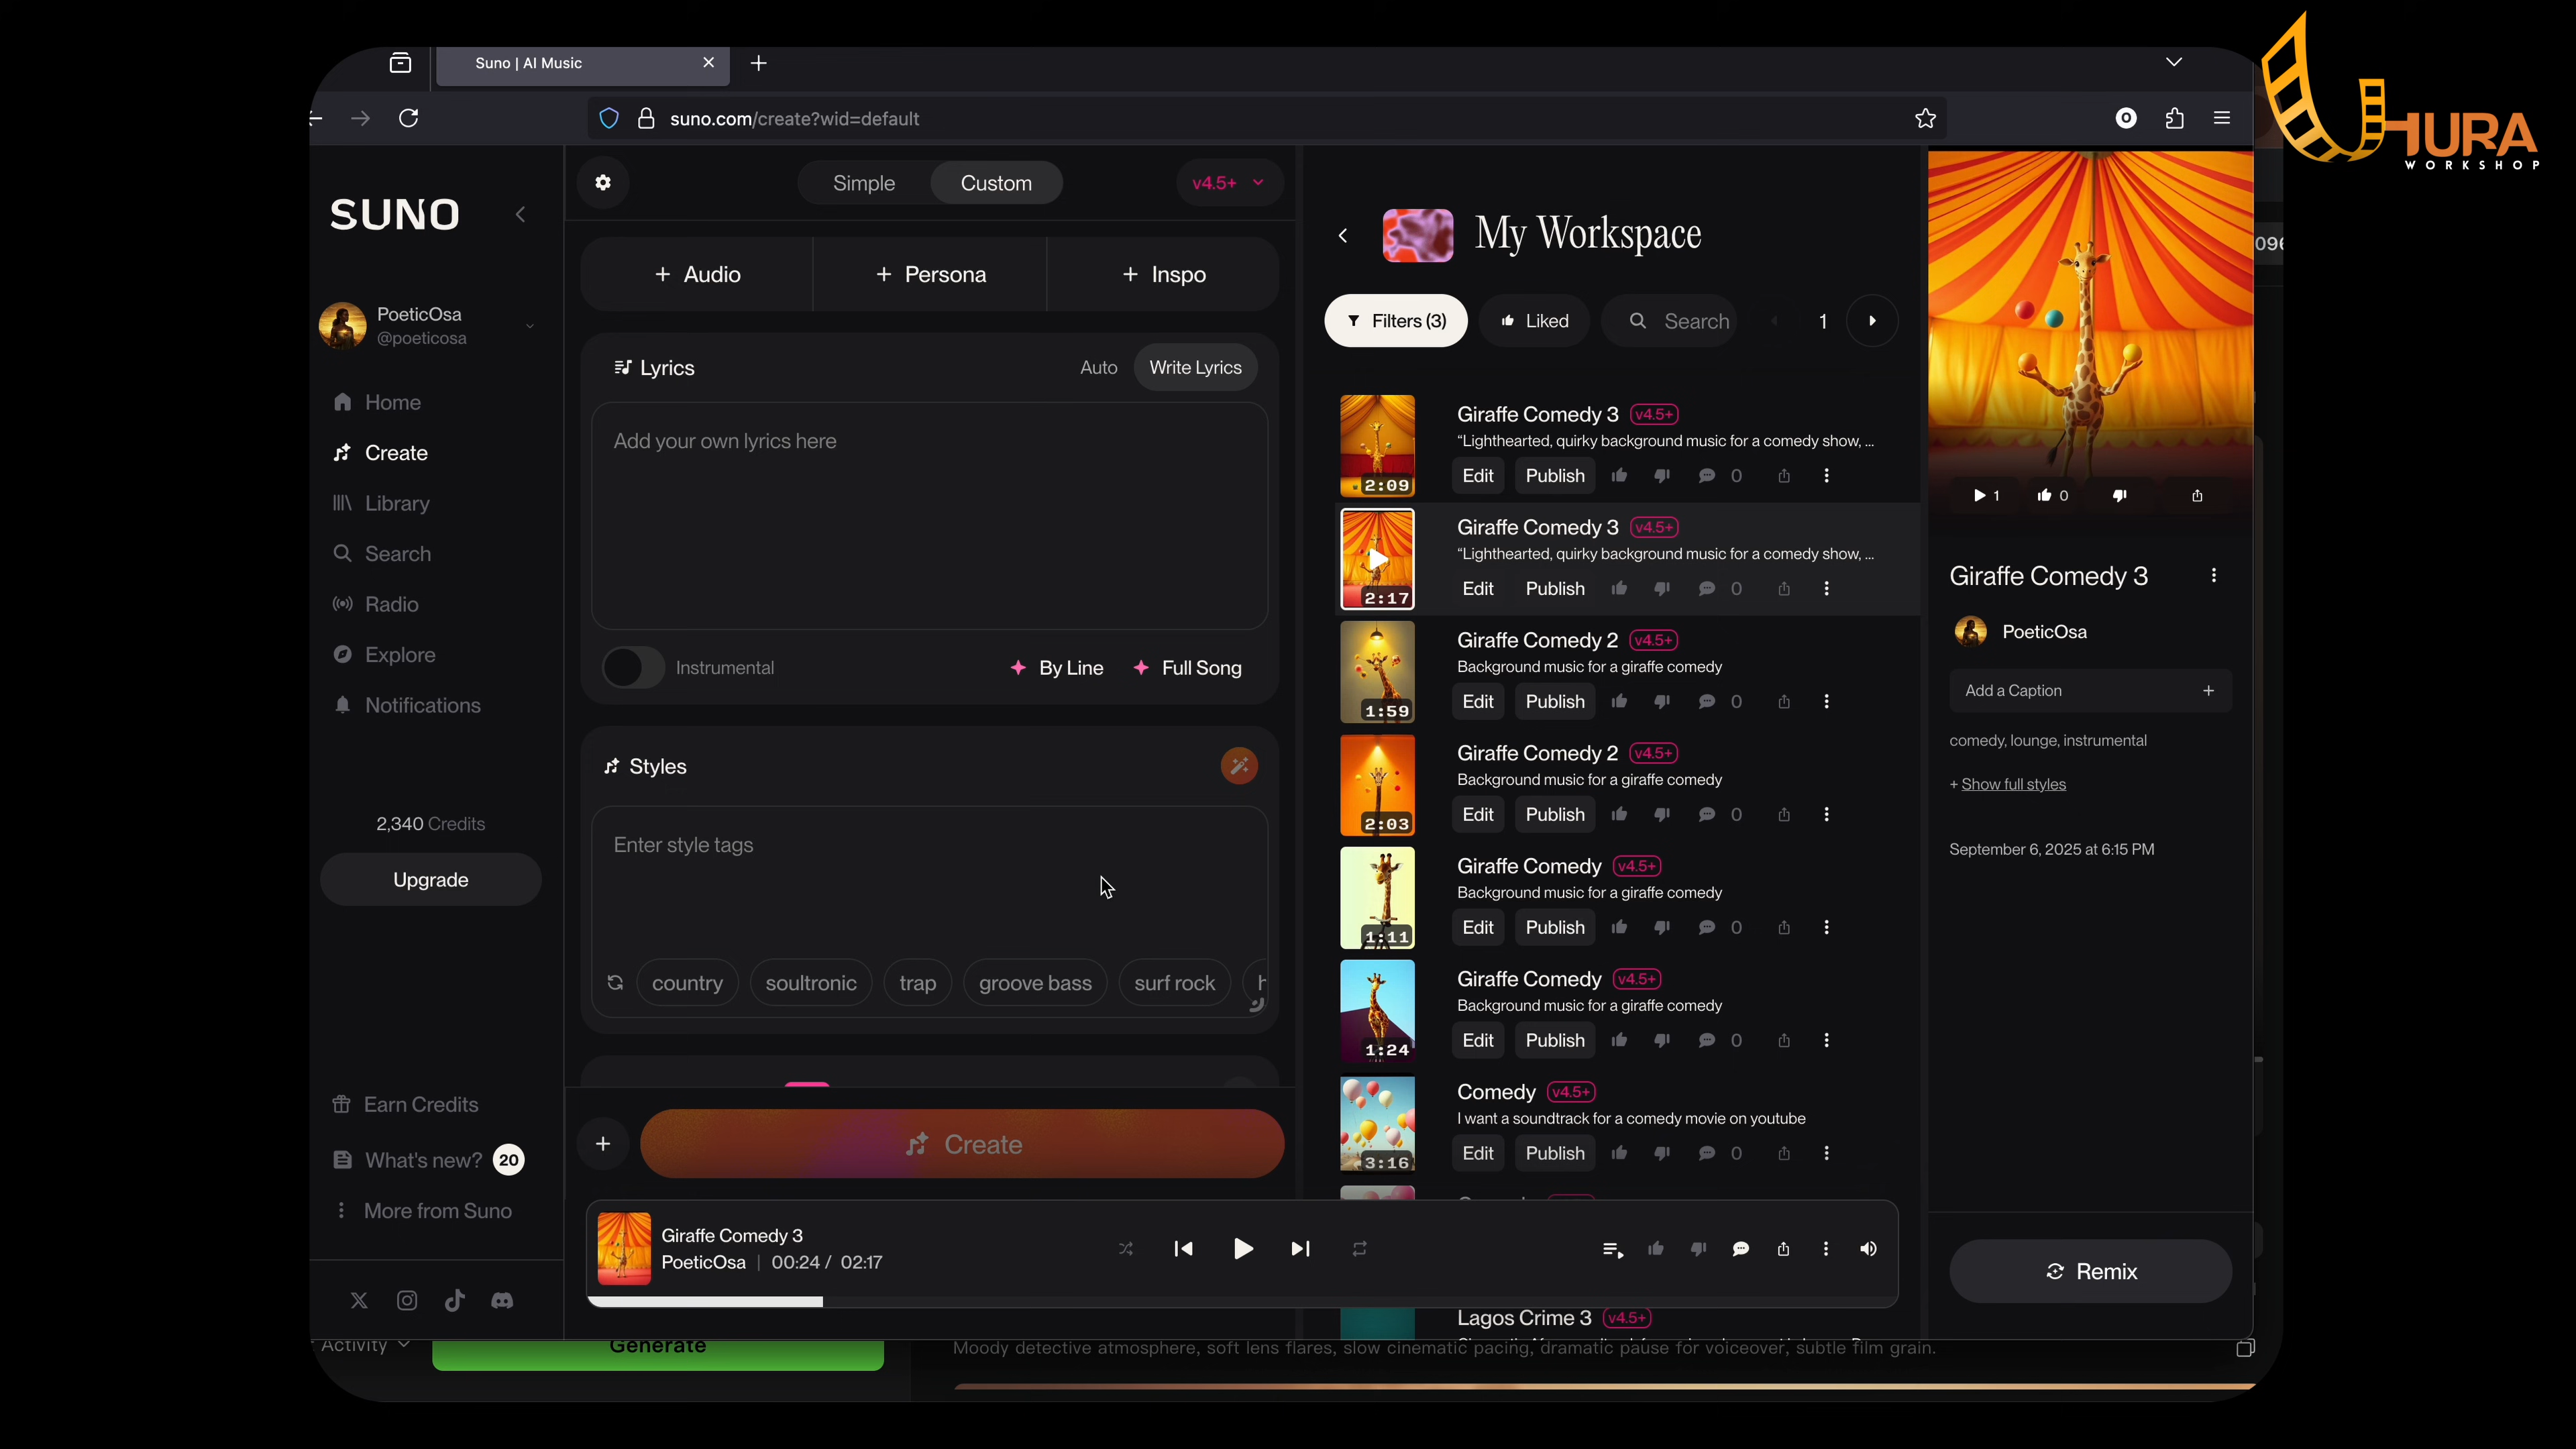 Suno | AI Music
suno.com/create?wid=default
UHURA
WORKSHOP
SUNO
PoeticOsa
@poeticosa
Home
Create
Library
Search
Radio
Explore
Notifications
2,340 Credits
Upgrade
Earn Credits
What's new? 20
More from Suno
Simple
Custom
v4.5+
+ Audio
+ Persona
+ Inspo
Lyrics
Auto
Write Lyrics
Add your own lyrics here
Instrumental
By Line
Full Song
Styles
Enter style tags
country
soultronic
trap
groove bass
surf rock
Create
My Workspace
Filters (3)
Liked
Search
1
Giraffe Comedy 3 v4.5+
“Lighthearted, quirky background music for a comedy show, ...
2:09
Edit Publish 0
Giraffe Comedy 3 v4.5+
“Lighthearted, quirky background music for a comedy show, ...
2:17
Edit Publish 0
Giraffe Comedy 2 v4.5+
Background music for a giraffe comedy
1:59
Edit Publish 0
Giraffe Comedy 2 v4.5+
Background music for a giraffe comedy
2:03
Edit Publish 0
Giraffe Comedy v4.5+
Background music for a giraffe comedy
1:11
Edit Publish 0
Giraffe Comedy v4.5+
Background music for a giraffe comedy
1:24
Edit Publish 0
Comedy v4.5+
I want a soundtrack for a comedy movie on youtube
3:16
Edit Publish 0
Lagos Crime 3 v4.5+
Giraffe Comedy 3
PoeticOsa | 00:24 / 02:17
096
1
0
Giraffe Comedy 3
PoeticOsa
Add a Caption +
comedy, lounge, instrumental
+ Show full styles
September 6, 2025 at 6:15 PM
Remix
Activity
Generate
Moody detective atmosphere, soft lens flares, slow cinematic pacing, dramatic pause for voiceover, subtle film grain.